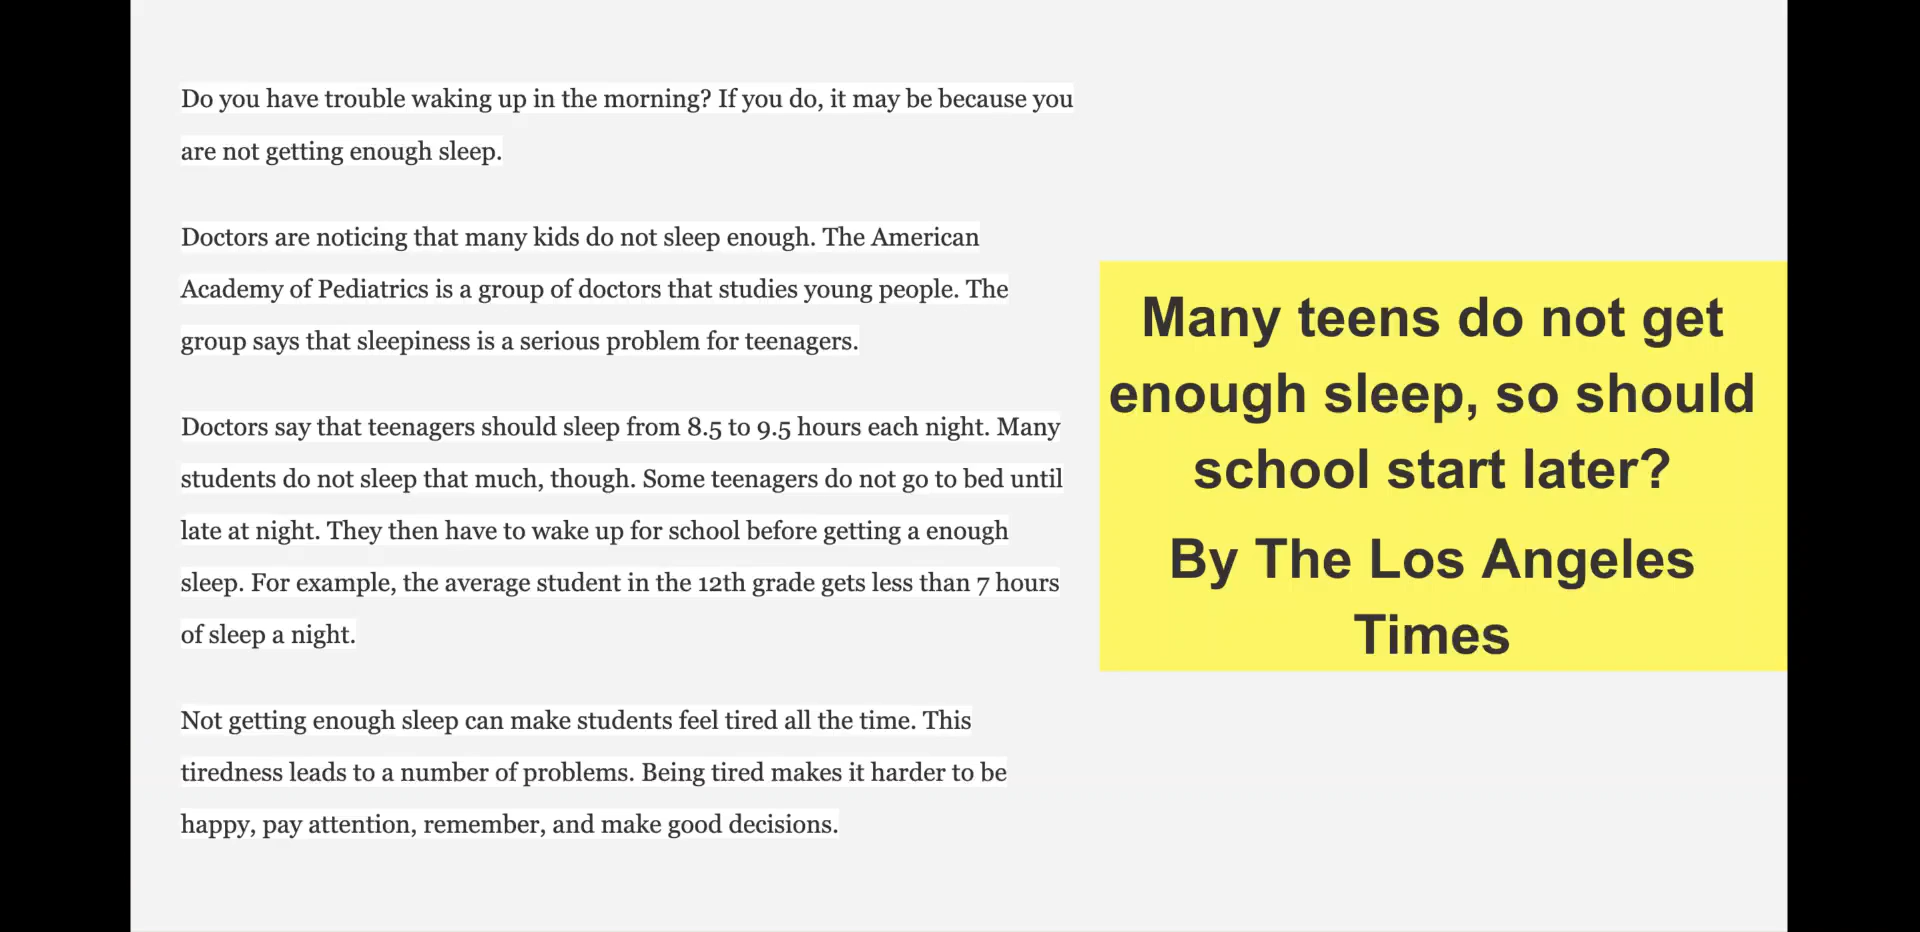 Do you have trouble waking up in the morning? If you do, it may be because you
are not getting enough sleep.
Doctors are noticing that many kids do not sleep enough. The American
Academy of Pediatrics is a group of doctors that studies young people. The
group says that sleepiness is a serious problem for teenagers.
Doctors say that teenagers should sleep from 8.5 to 9.5 hours each night. Many
students do not sleep that much, though. Some teenagers do not go to bed until
late at night. They then have to wake up for school before getting a enough
sleep. For example, the average student in the 12th grade gets less than 7 hours
of sleep a night.
Not getting enough sleep can make students feel tired all the time. This
tiredness leads to a number of problems. Being tired makes it harder to be
happy, pay attention, remember, and make good decisions.
Many teens do not get
enough sleep, so should
school start later?
By The Los Angeles
Times